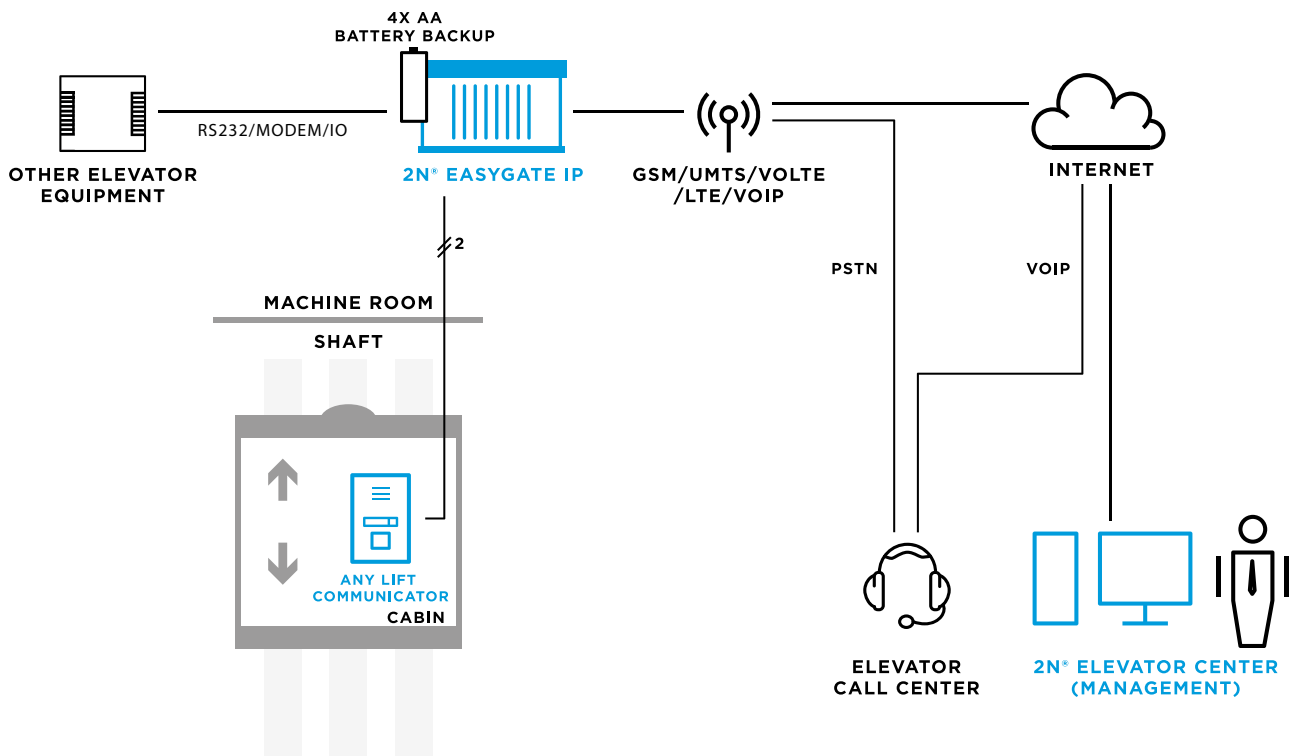 4X AA
BATTERY BACKUP
RS232/MODEM/IO
OTHER ELEVATOR
EQUIPMENT
2N® EASYGATE IP
GSM/UMTS/VOLTE
/LTE/VOIP
INTERNET
2
PSTN
VOIP
MACHINE ROOM
SHAFT
ANY LIFT
COMMUNICATOR
CABIN
ELEVATOR
CALL CENTER
2N® ELEVATOR CENTER
(MANAGEMENT)